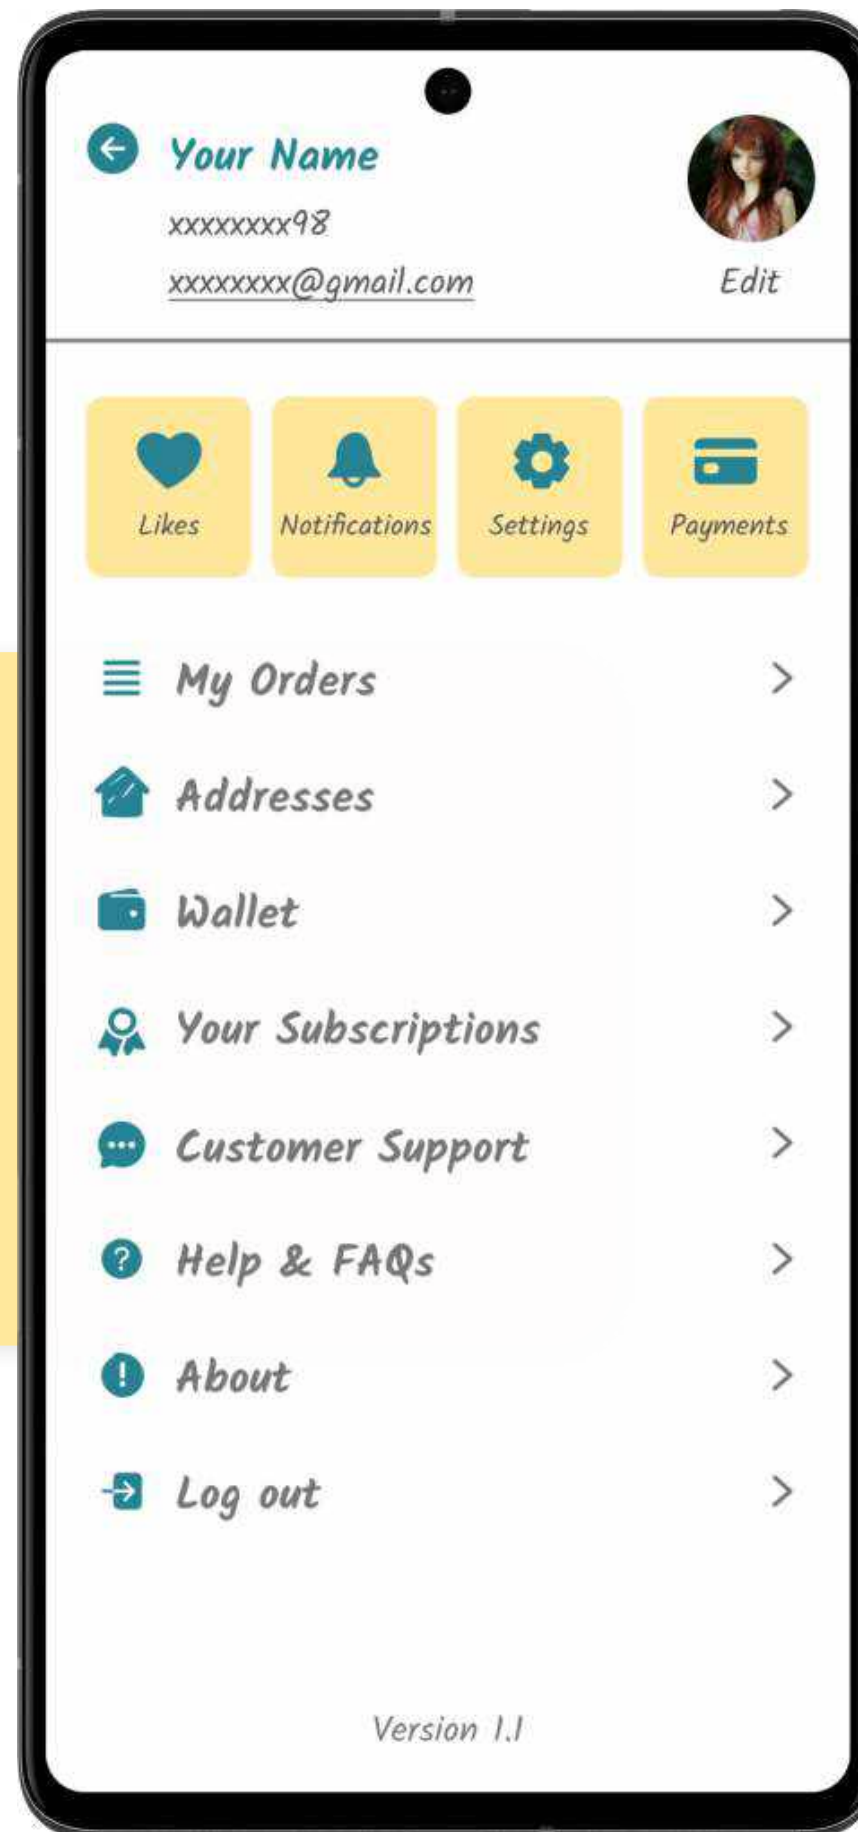 Your Name
xxxxxxxx98
xxxxxxxx@gmail.com
Edit
Likes
Notifications
Settings
Payments
My Orders
Addresses
Wallet
Your Subscriptions
Customer Support
Help & FAQs
About
Log out
Version 1.1